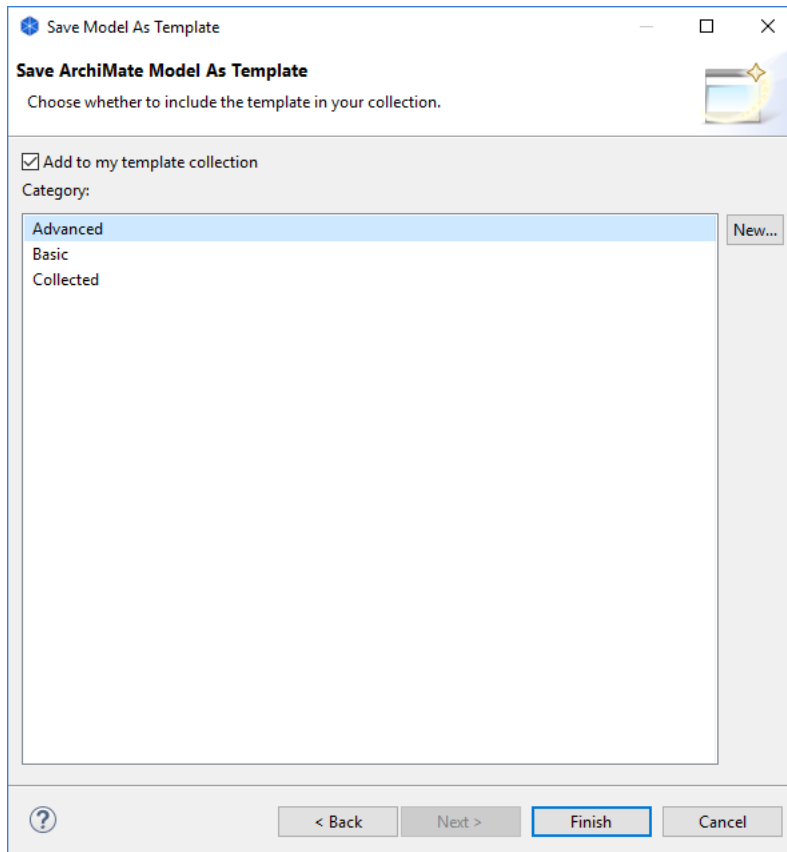 Save Model As Template
Save ArchiMate Model As Template
Choose whether to include the template in your collection.
Add to my template collection
Category:
Advanced
New...
Basic
Collected
?
< Back
Next >
Finish
Cancel